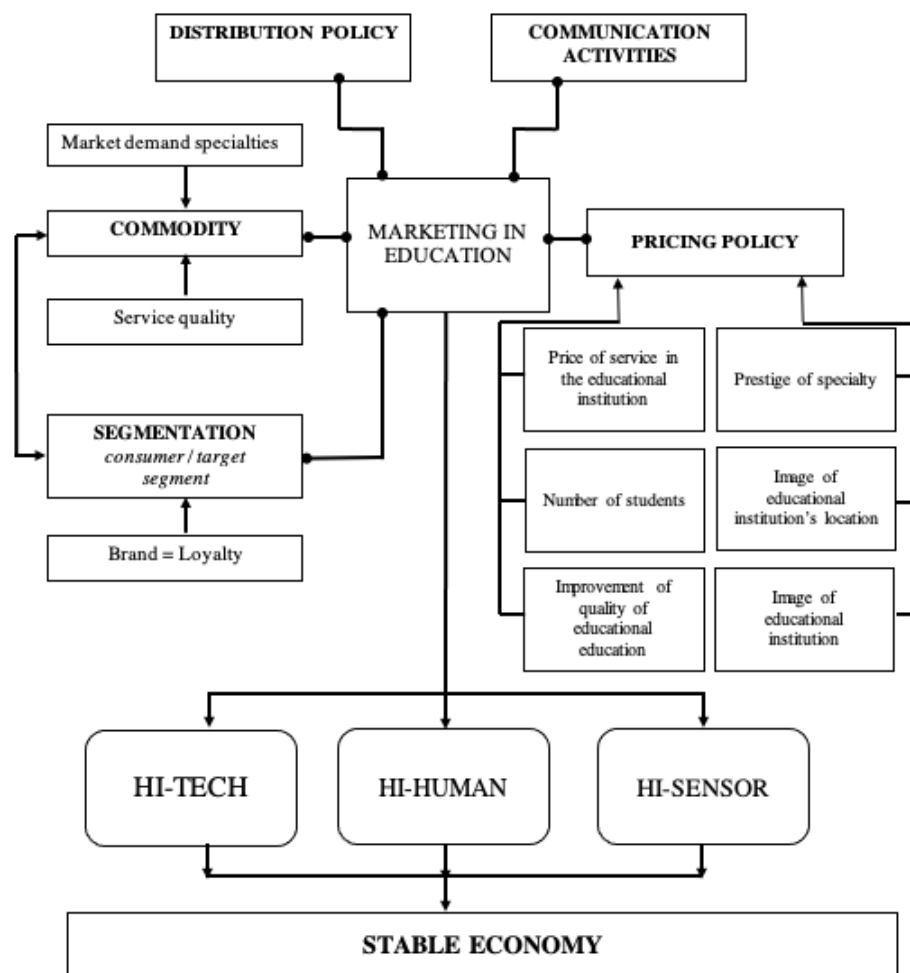 DISTRIBUTION POLICY
COMMUNICATION
ACTIVITIES
Market demand specialties
COMMODITY
MARKETING IN
EDUCATION
PRICING POLICY
Service quality
Price of service in
the educational
institution
Prestige of specialty
SEGMENTATION
consumer / target
segment
Number of students
Image of
educational
institution's location
Brand = Loyalty
Improvement of
quality of
educational
education
Image of
educational
institution
HI-TECH
HI-HUMAN
HI-SENSOR
STABLE ECONOMY